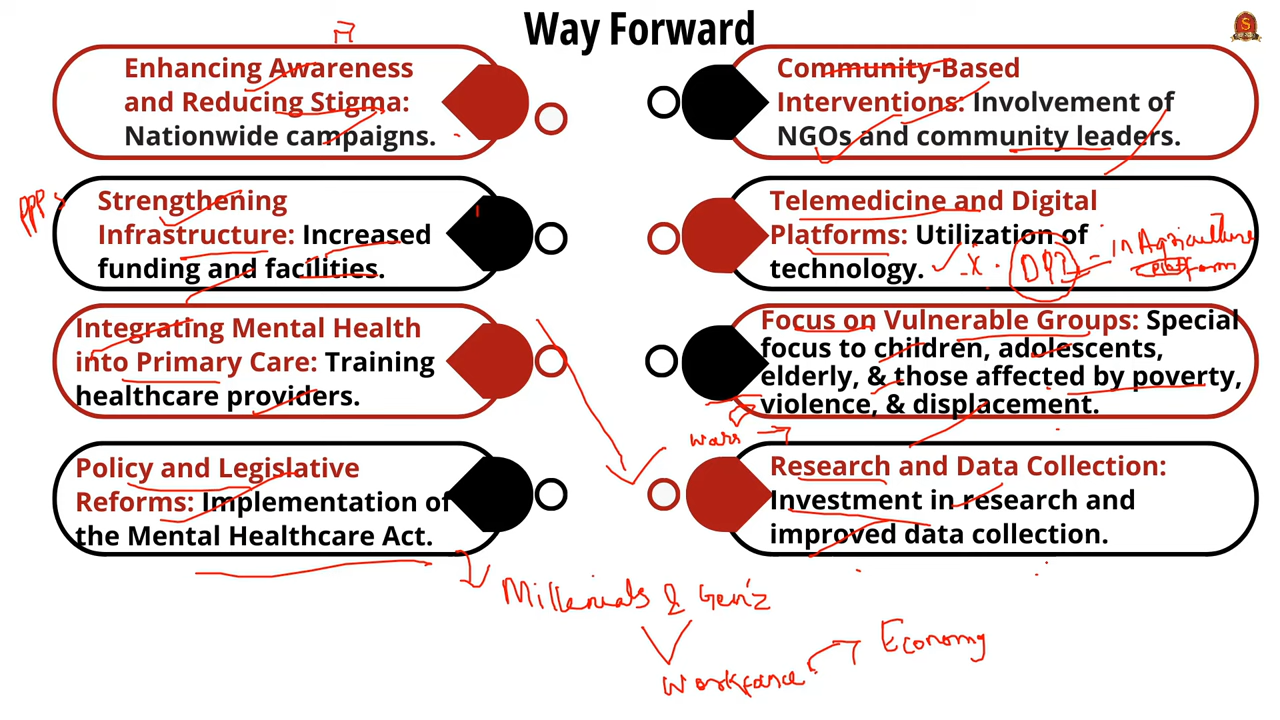 Way Forward
Enhancing Awareness
and Reducing Stigma:
Nationwide campaigns.
Community-Based
Interventions: Involvement of
NGOs and community leaders.
PPPs
Strengthening
Infrastructure: Increased
funding and facilities.
Telemedicine and Digital
Platforms: Utilization of
technology.
DPI - in Agriculture
Platform
Integrating Mental Health
into Primary Care: Training
healthcare providers.
Focus on Vulnerable Groups: Special
focus to children, adolescents,
elderly, & those affected by poverty,
violence, & displacement.
wars
Policy and Legislative
Reforms: Implementation of
the Mental Healthcare Act.
Research and Data Collection:
Investment in research and
improved data collection.
Millenials & Gen'z
Workforce
Economy
S